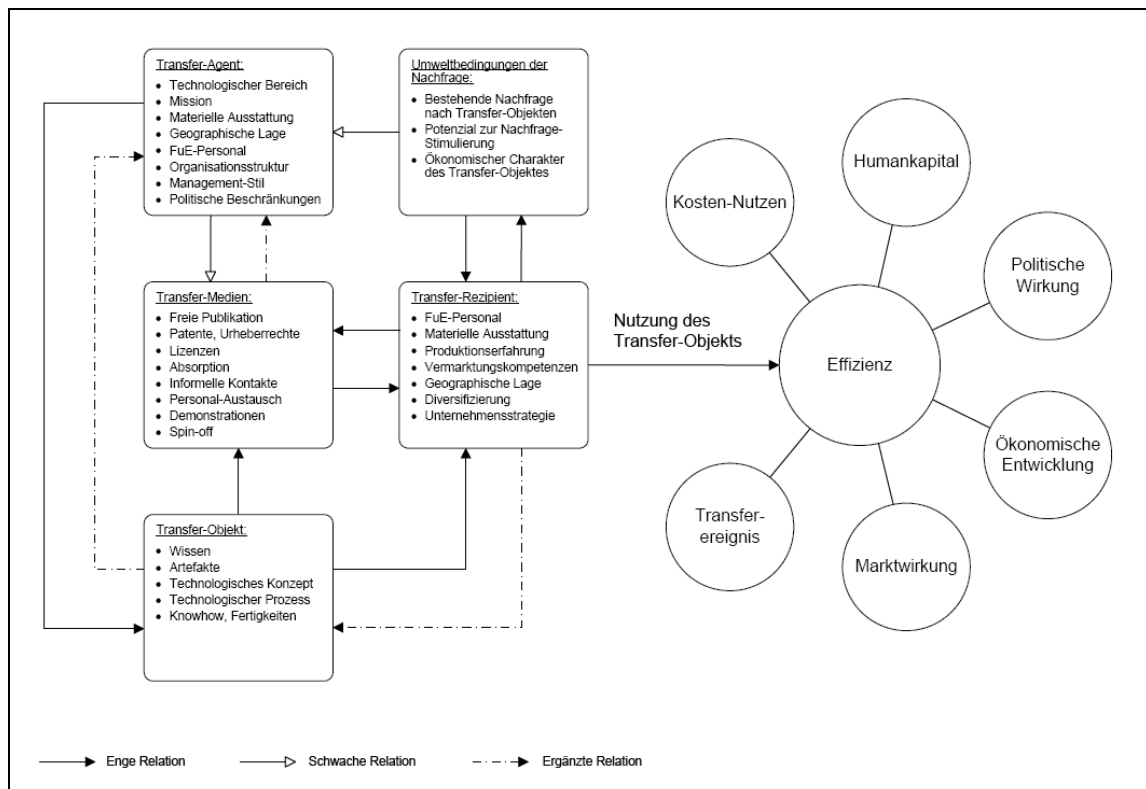 Transfer-Agent:
• Technologischer Bereich
• Mission
• Materielle Ausstattung
• Geographische Lage
• FuE-Personal
• Organisationsstruktur
• Management-Stil
• Politische Beschränkungen
Umweltbedingungen der
Nachfrage:
• Bestehende Nachfrage
nach Transfer-Objekten
• Potenzial zur Nachfrage-
Stimulierung
• Ökonomischer Charakter
des Transfer-Objektes
Transfer-Medien:
• Freie Publikation
• Patente, Urheberrechte
• Lizenzen
• Absorption
• Informelle Kontakte
• Personal-Austausch
• Demonstrationen
• Spin-off
Transfer-Rezipient:
• FuE-Personal
• Materielle Ausstattung
• Produktionserfahrung
• Vermarktungskompetenzen
• Geographische Lage
• Diversifizierung
• Unternehmensstrategie
Transfer-Objekt:
• Wissen
• Artefakte
• Technologisches Konzept
• Technologischer Prozess
• Knowhow, Fertigkeiten
Nutzung des
Transfer-Objekts
Effizienz
Kosten-Nutzen
Humankapital
Politische
Wirkung
Ökonomische
Entwicklung
Marktwirkung
Transfer-
ereignis
Enge Relation
Schwache Relation
Ergänzte Relation